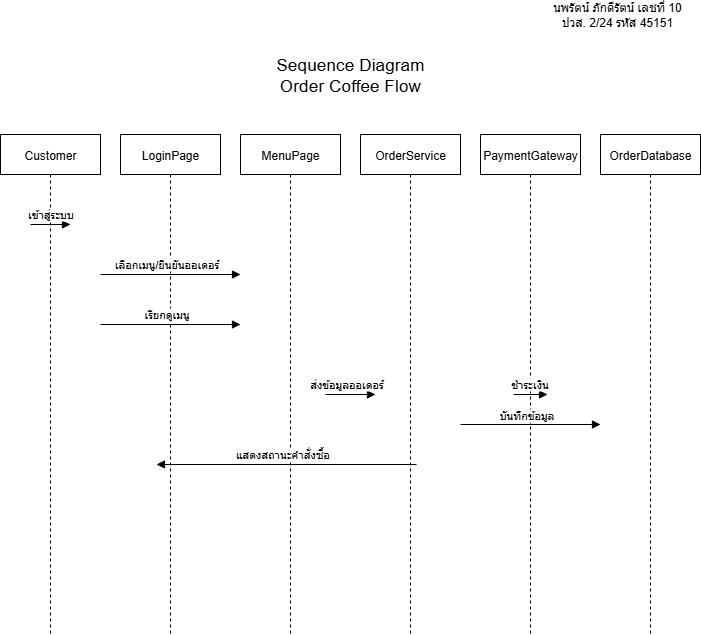 นพรัตน์ ภักดีรัตน์ เลขที่ 10
ปวส. 2/24 รหัส 45151
Sequence Diagram
Order Coffee Flow
Customer
LoginPage
MenuPage
OrderService
PaymentGateway
OrderDatabase
เข้าสู่ระบบ
เลือกเมนู/ยืนยันออเดอร์
เรียกดูเมนู
ส่งข้อมูลออเดอร์
ชำระเงิน
บันทึกข้อมูล
แสดงสถานะคำสั่งซื้อ